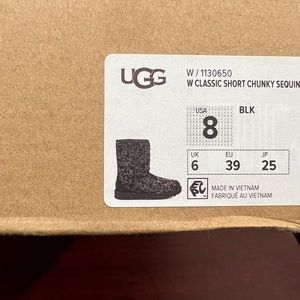 UGG
W / 1130650
W CLASSIC SHORT CHUNKY SEQUIN
USA
8
BLK
UK EU JP
6 39 25
MADE IN VIETNAM
FABRIQUÉ AU VIETNAM